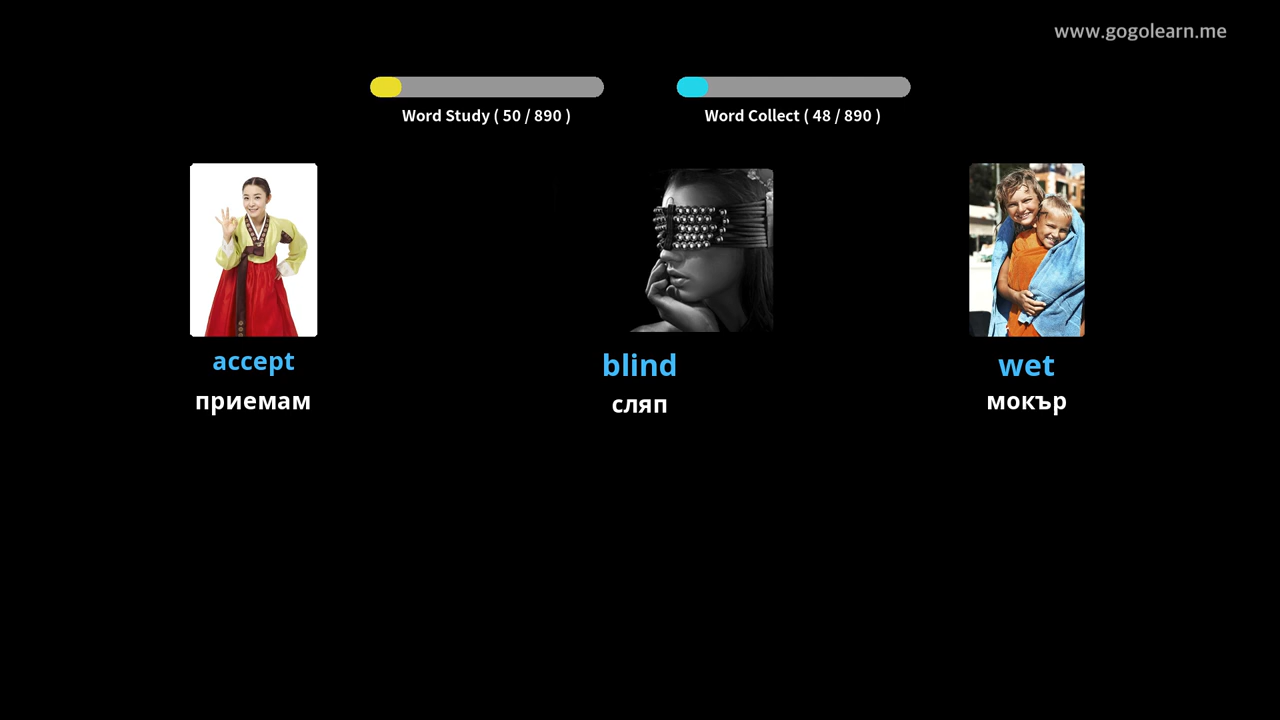 www.gogolearn.me
Word Study ( 50 / 890 )
Word Collect ( 48 / 890 )
accept
blind
wet
приемам
сляп
мокър